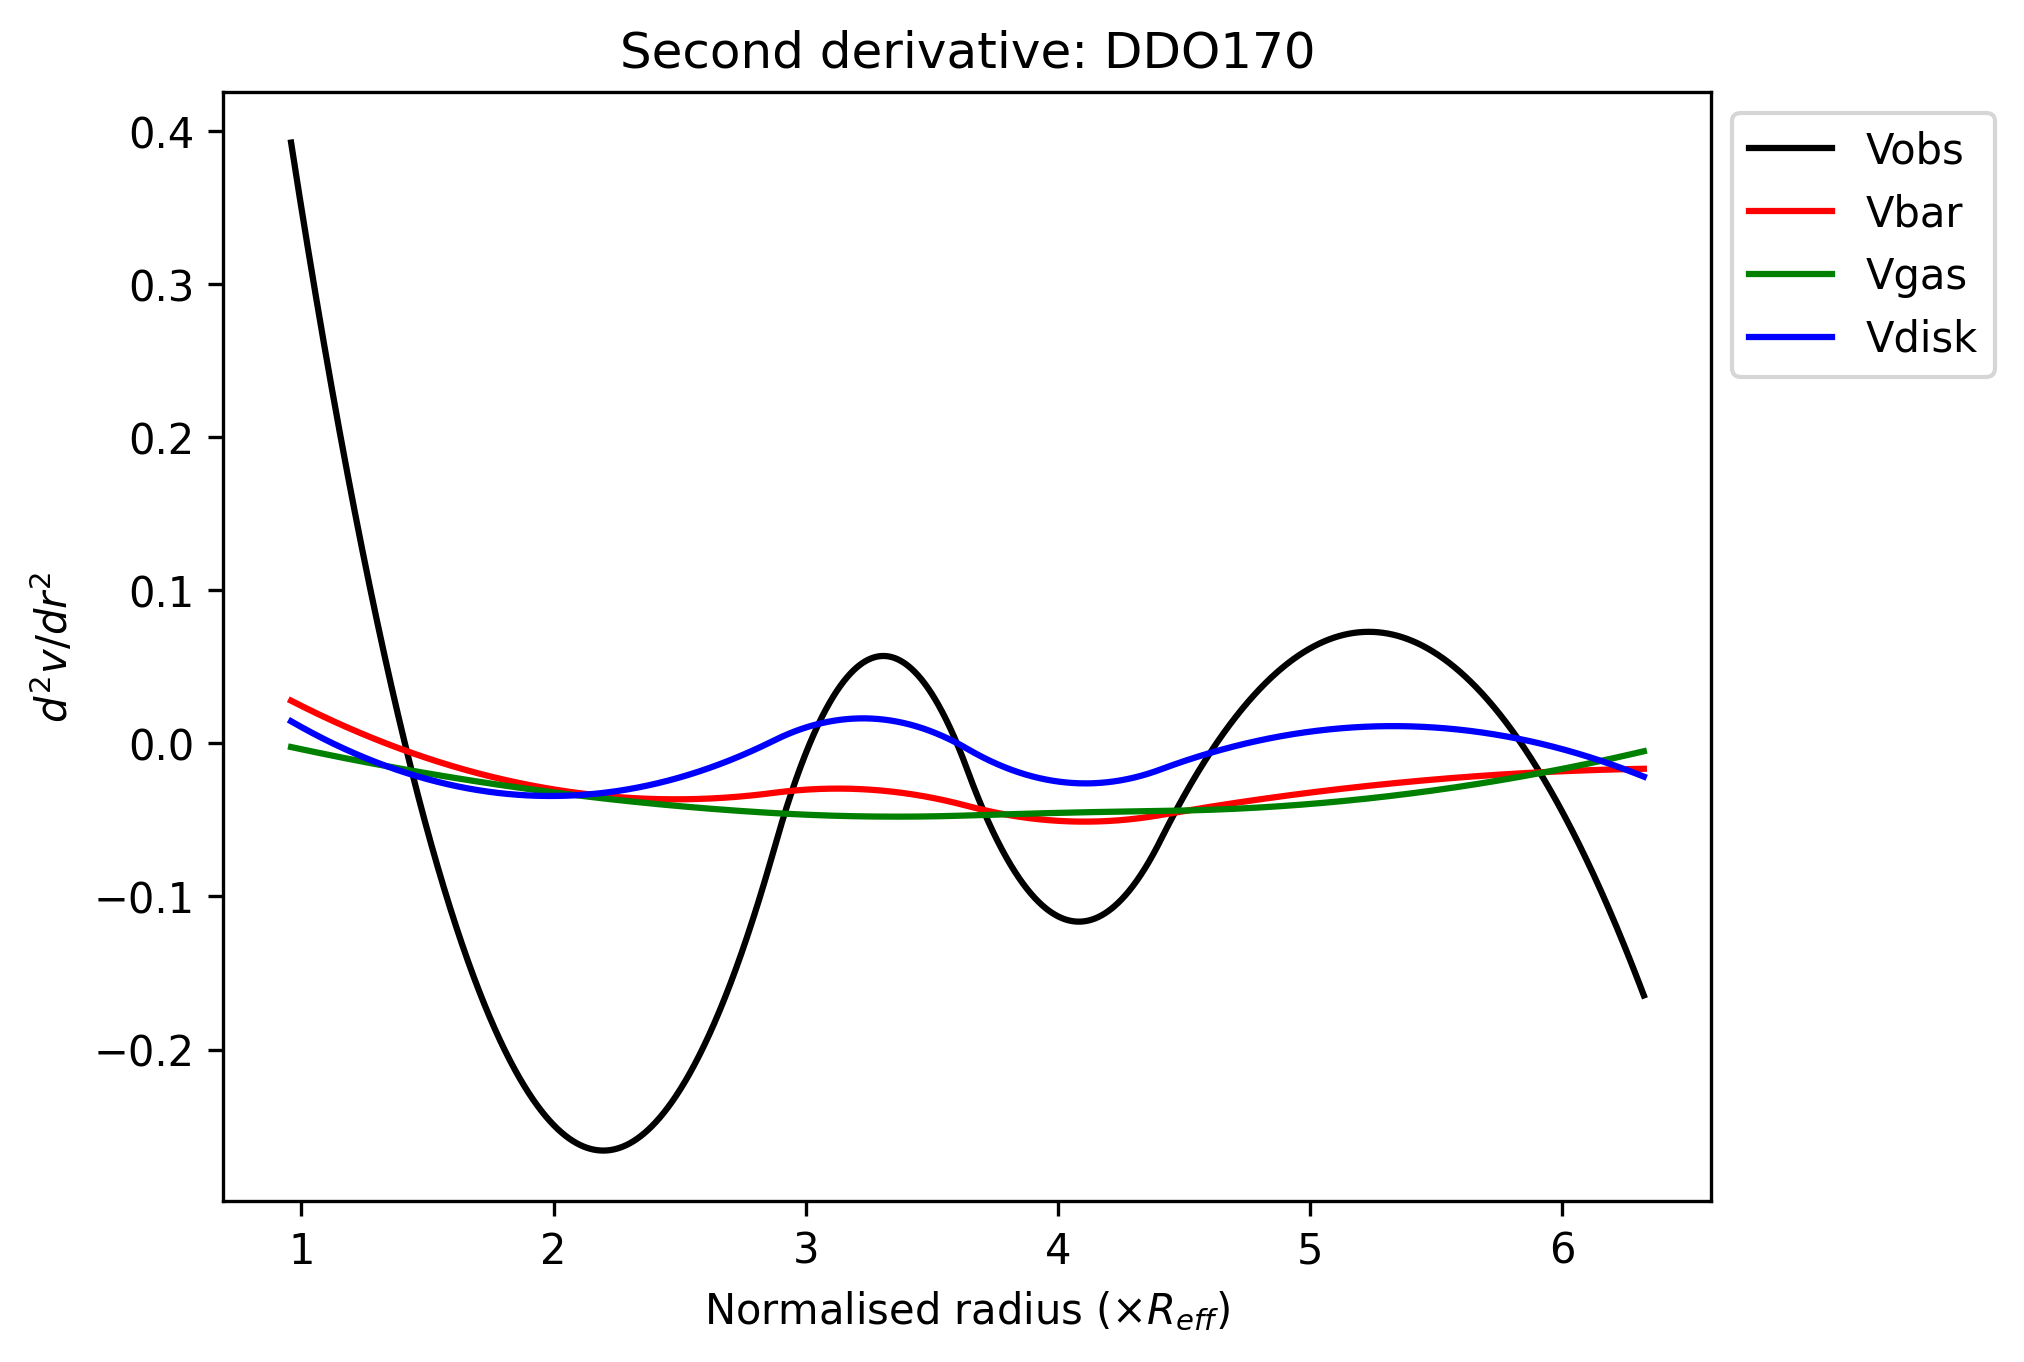 Second derivative: DDO170
0.4
0.3
0.2
0.1
0.0
−0.1
−0.2
d²v/dr²
1 2 3 4 5 6
Normalised radius (×R_eff)
Vobs
Vbar
Vgas
Vdisk